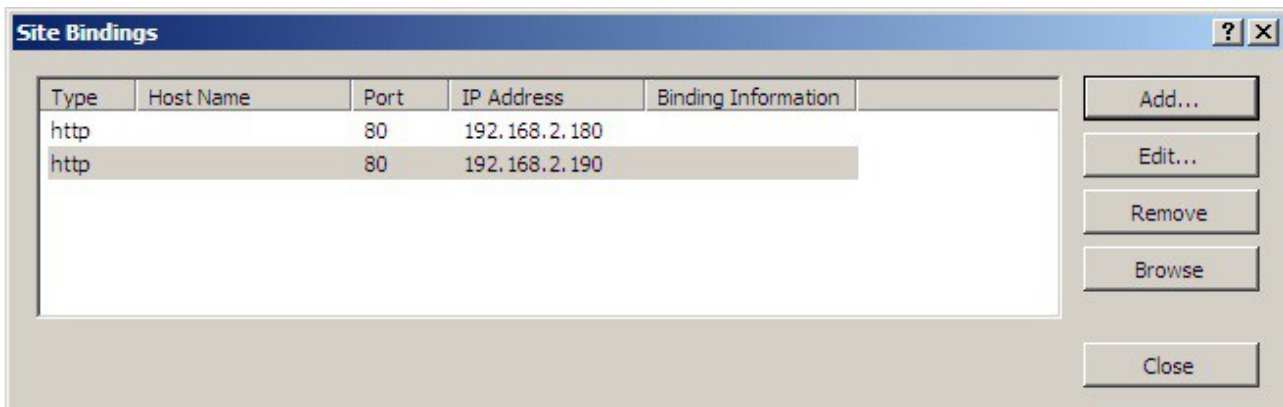 Site Bindings ? X
Type Host Name Port IP Address Binding Information
http 80 192.168.2.180
http 80 192.168.2.190
Add...
Edit...
Remove
Browse
Close